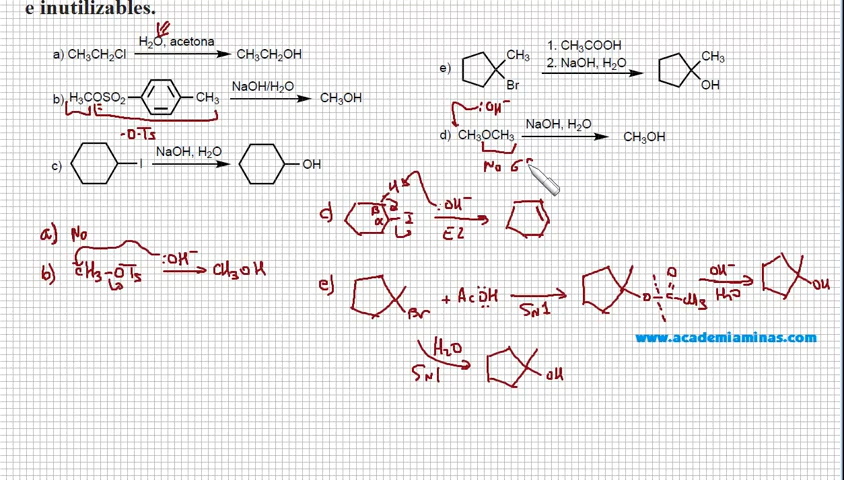 e inutilizables.
a) CH3CH2Cl H2O, acetona CH3CH2OH
b) H3COSO2 CH3 NaOH/H2O CH3OH
-OTs
c) I NaOH, H2O OH
e) CH3 Br 1. CH3COOH 2. NaOH, H2O CH3 OH
:OH-
d) CH3OCH3 NaOH, H2O CH3OH
No G
c) H β α I :OH- E2
a) No
b) CH3-OTs :OH- CH3OH
e) Br + AcOH SN1 O C O CH3 OH- H2O OH
www.academiaminas.com
H2O SN1 OH